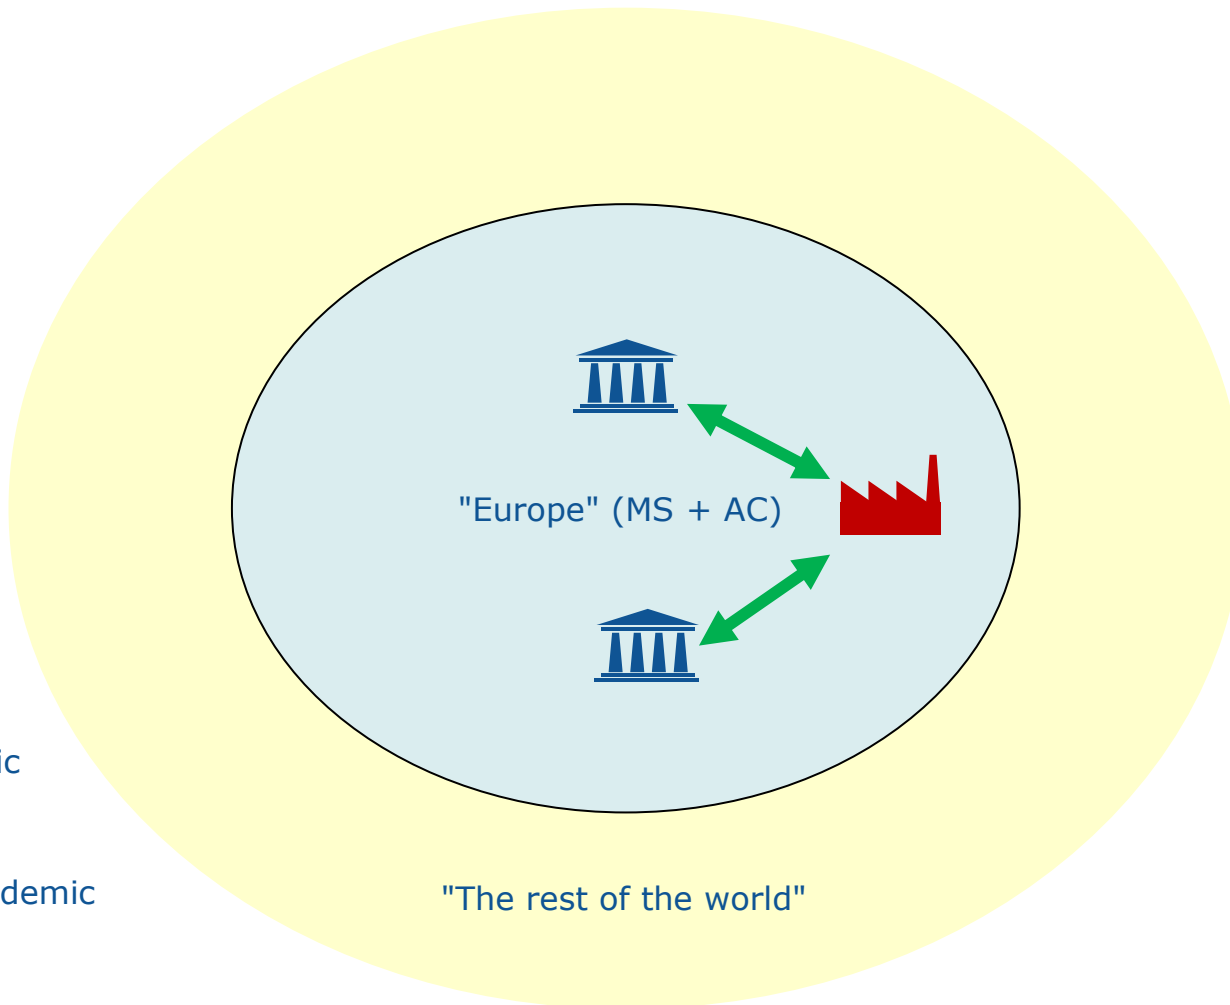 "Europe" (MS + AC)
ic
demic
"The rest of the world"